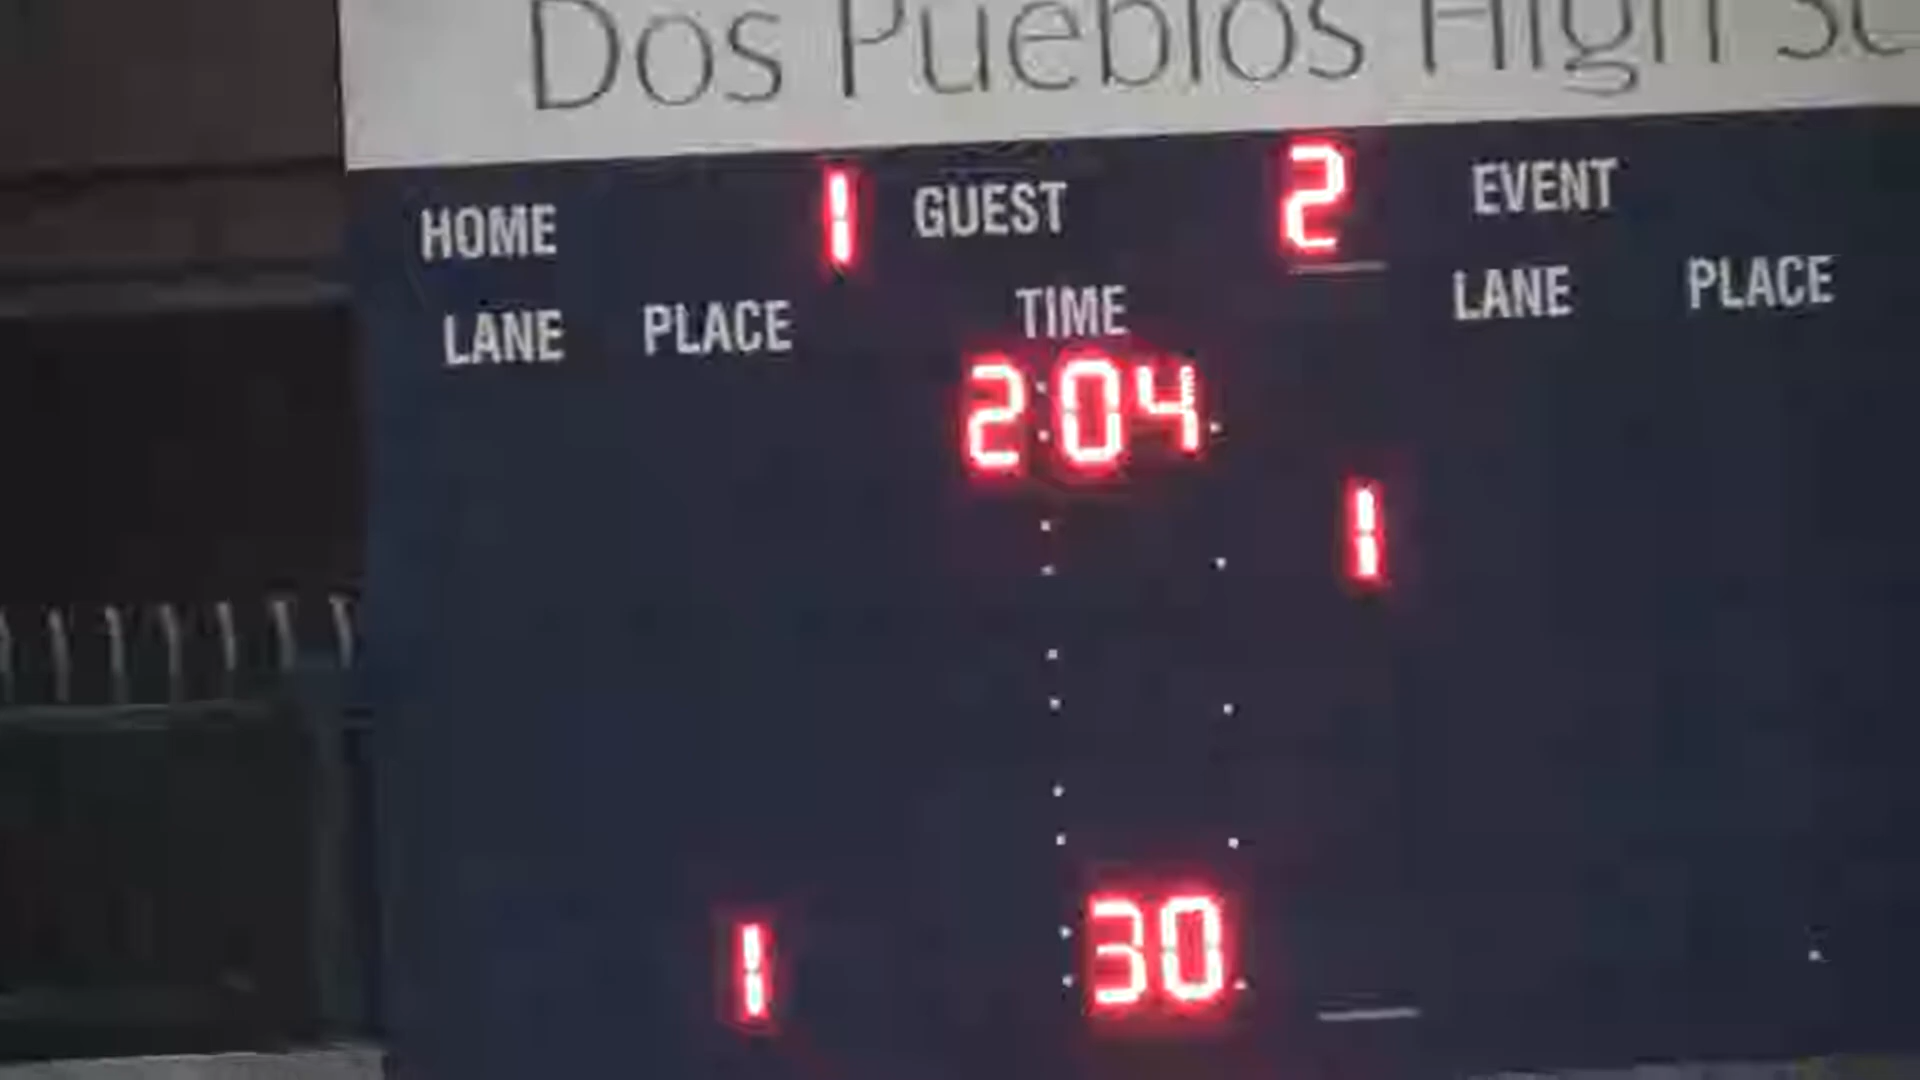 Dos Pueblos High Sc
HOME 1 GUEST 2 EVENT
LANE PLACE TIME LANE PLACE
2:04
1
1 30